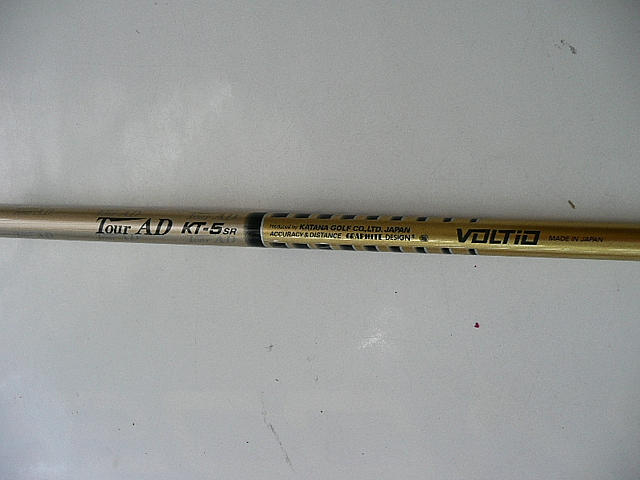 Tour AD KT-5SR
Produced by KATANA GOLF CO.,LTD. JAPAN
ACCURACY & DISTANCE GRAPHITE DESIGN
VOLTiO MADE IN JAPAN